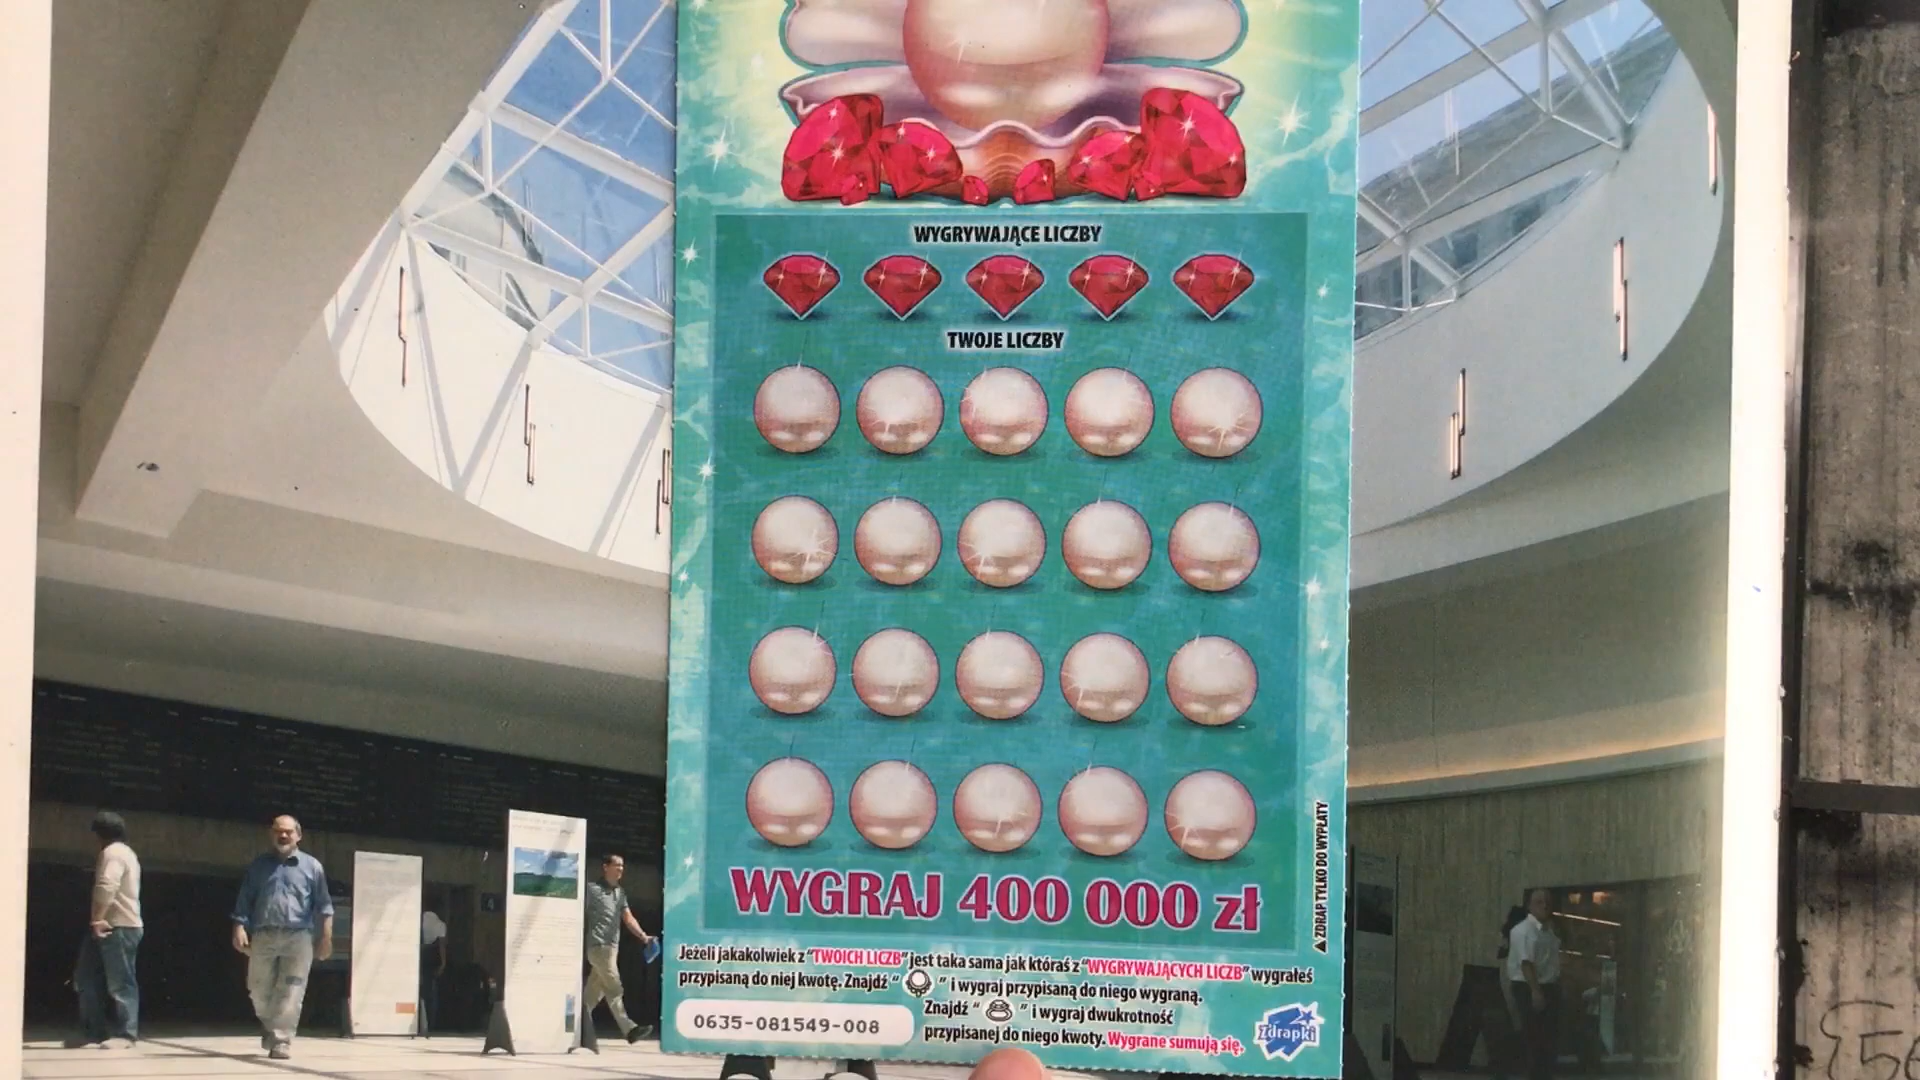 WYGRYWAJĄCE LICZBY
TWOJE LICZBY
WYGRAJ 400 000 zł
▲ZDRAP TYLKO DO WYPŁATY
Jeżeli jakakolwiek z "TWOICH LICZB" jest taka sama jak któraś z "WYGRYWAJĄCYCH LICZB" wygrałeś
przypisaną do niej kwotę. Znajdź " " i wygraj przypisaną do niego wygraną.
Znajdź " " i wygraj dwukrotność
przypisanej do niego kwoty. Wygrane sumują się.
0635-081549-008
Zdrapki
4